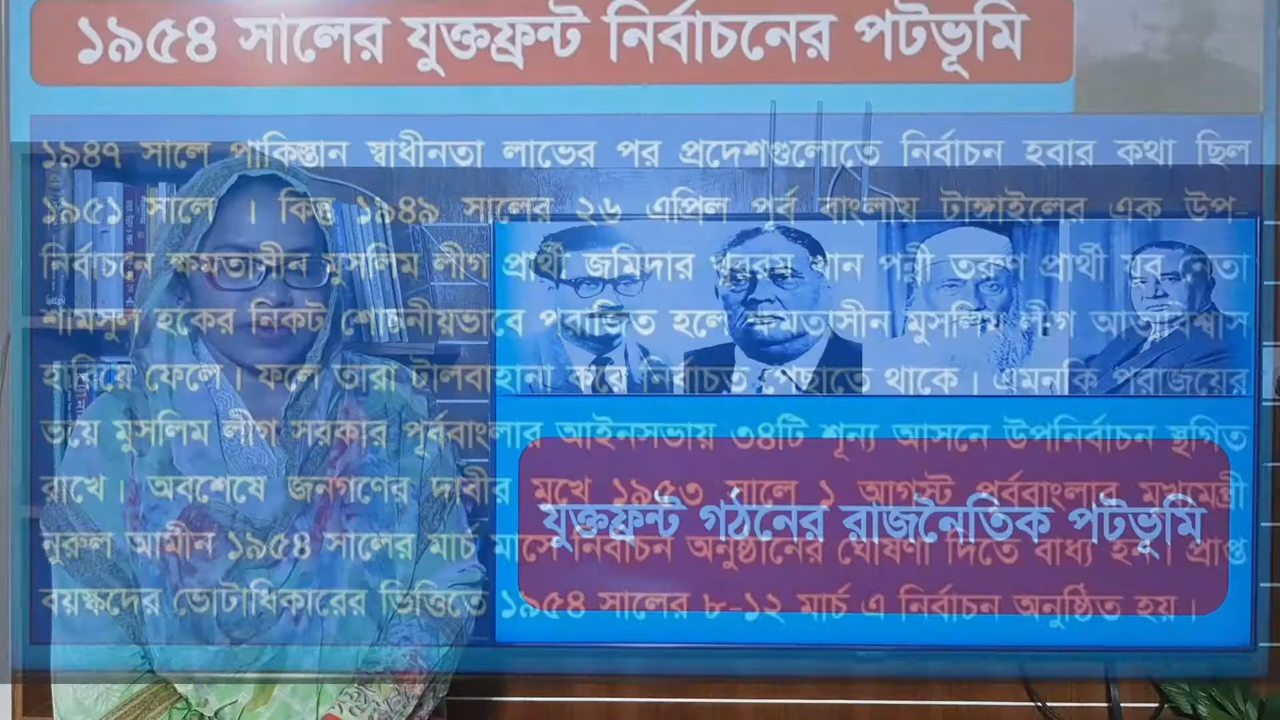 ১৯৫৪ সালের যুক্তফ্রন্ট নির্বাচনের পটভূমি
১৯৪৭ সালে পাকিস্তান স্বাধীনতা লাভের পর প্রদেশগুলোতে নির্বাচন হবার কথা ছিল
১৯৫১ সালে । কিন্তু ১৯৪৯ সালের ২৬ এপ্রিল পূর্ব বাংলায় টাঙ্গাইলের এক উপ-
নির্বাচনে ক্ষমতাসীন মুসলিম লীগ প্রার্থী জমিদার খুররম খান পন্নী তরুণ প্রার্থী যুব নেতা
শামসুল হকের নিকট শোচনীয়ভাবে পরাজিত হলে ক্ষমতাসীন মুসলিম লীগ আত্মবিশ্বাস
হারিয়ে ফেলে। ফলে তারা টালবাহানা করে নির্বাচন পেছাতে থাকে। এমনকি পরাজয়ের
ভয়ে মুসলিম লীগ সরকার পূর্ববাংলার আইনসভায় ৩৪টি শূন্য আসনে উপনির্বাচন স্থগিত
রাখে। অবশেষে জনগণের দাবীর মুখে ১৯৫৩ সালে ১ আগস্ট পূর্ববাংলার মুখ্যমন্ত্রী
নূরুল আমীন ১৯৫৪ সালের মার্চ মাসে নির্বাচন অনুষ্ঠানের ঘোষণা দিতে বাধ্য হন। প্রাপ্ত
বয়স্কদের ভোটাধিকারের ভিত্তিতে ১৯৫৪ সালের ৮-১২ মার্চ এ নির্বাচন অনুষ্ঠিত হয়।
যুক্তফ্রন্ট গঠনের রাজনৈতিক পটভূমি